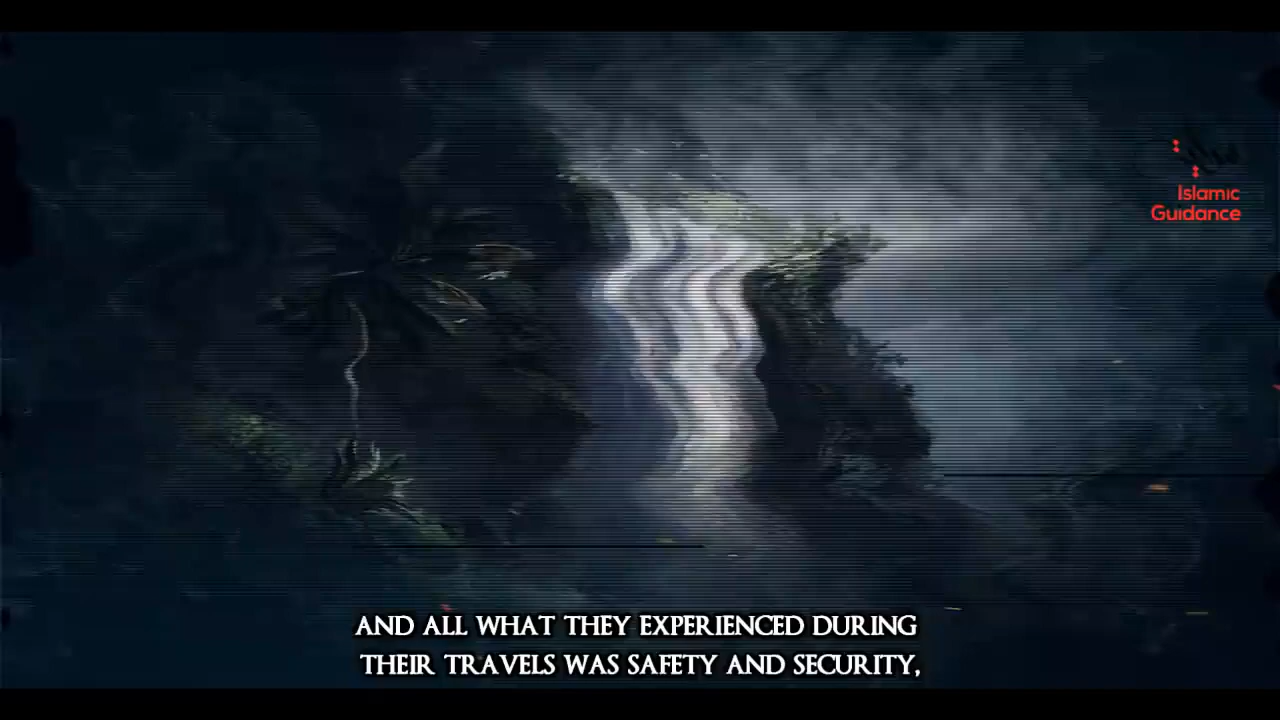 Islamic
Guidance
AND ALL WHAT THEY EXPERIENCED DURING
THEIR TRAVELS WAS SAFETY AND SECURITY,